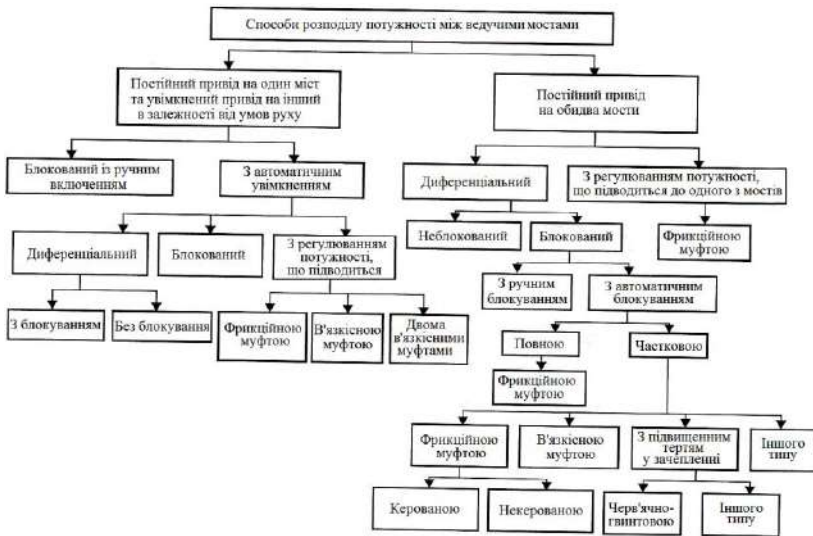 Способи розподілу потужності між ведучими мостами
Постійний привід на один міст
та увімкнений привід на інший
в залежності від умов руху
Постійний привід
на обидва мости
Блокований із ручним
включенням
З автоматичним
увімкненням
Диференціальний
З регулюванням потужності,
що підводиться до одного з мостів
Диференціальний
Блокований
З регулюванням
потужності,
що підводиться
Неблокований
Блокований
Фрикційною
муфтою
З ручним
блокуванням
З автоматичним
блокуванням
З блокуванням
Без блокування
Фрикційною
муфтою
В'язкісною
муфтою
Двома
в'язкісними
муфтами
Повною
Частковою
Фрикційною
муфтою
Фрикційною
муфтою
В'язкісною
муфтою
З підвищенним
тертям
у зачепленні
Іншого
типу
Керованою
Некерованою
Черв'ячно-
гвинтовою
Іншого
типу